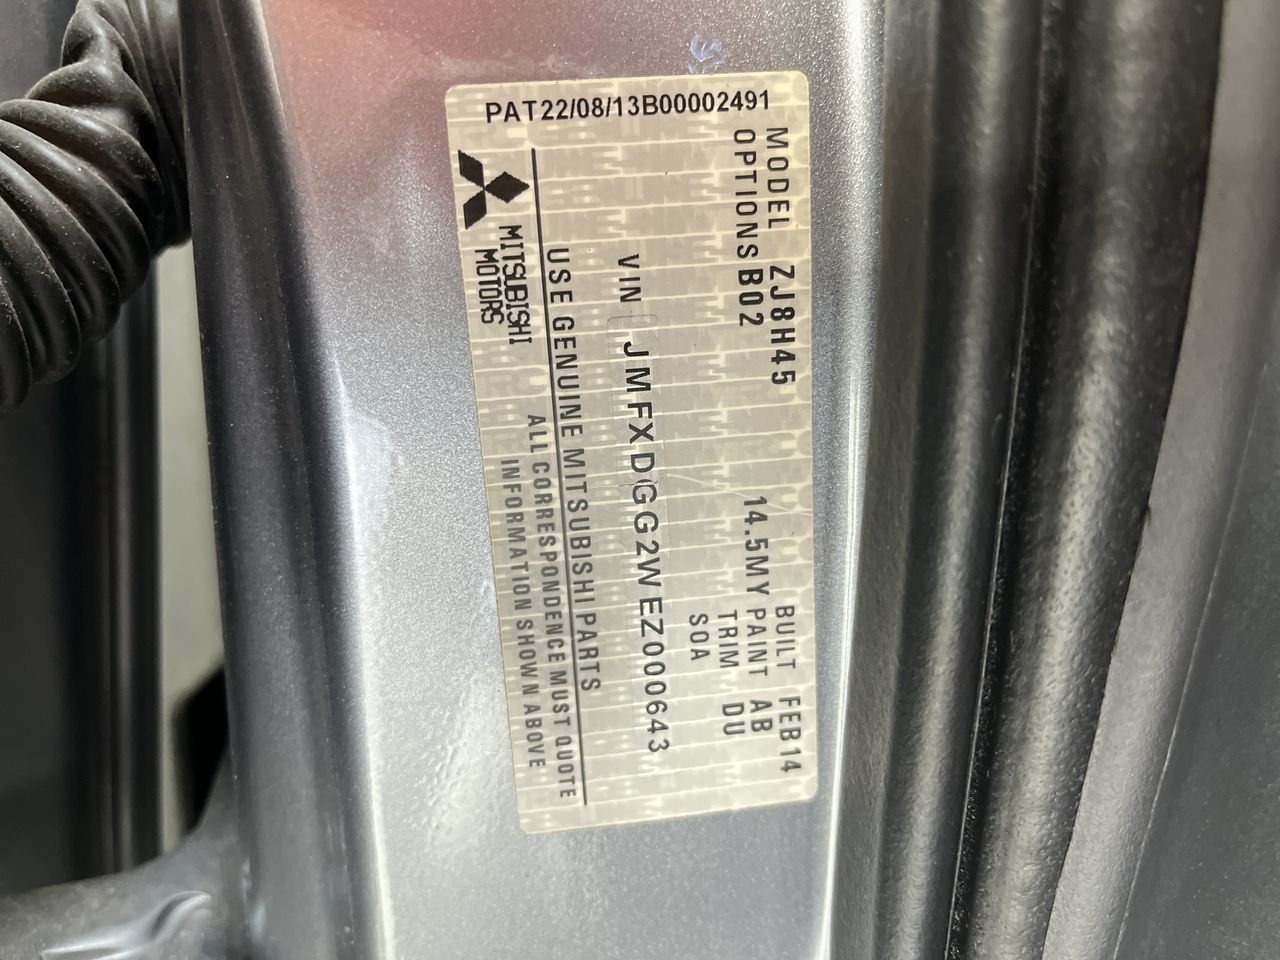 PAT22/08/13B00002491
MODEL ZJ8H45 BUILT FEB14
OPTIONS B02 14.5MY PAINT AB
TRIM DU
SOA
VIN JMFXDGG2WEZ000643
USE GENUINE MITSUBISHI PARTS
MITSUBISHI MOTORS
ALL CORRESPONDENCE MUST QUOTE
INFORMATION SHOWN ABOVE